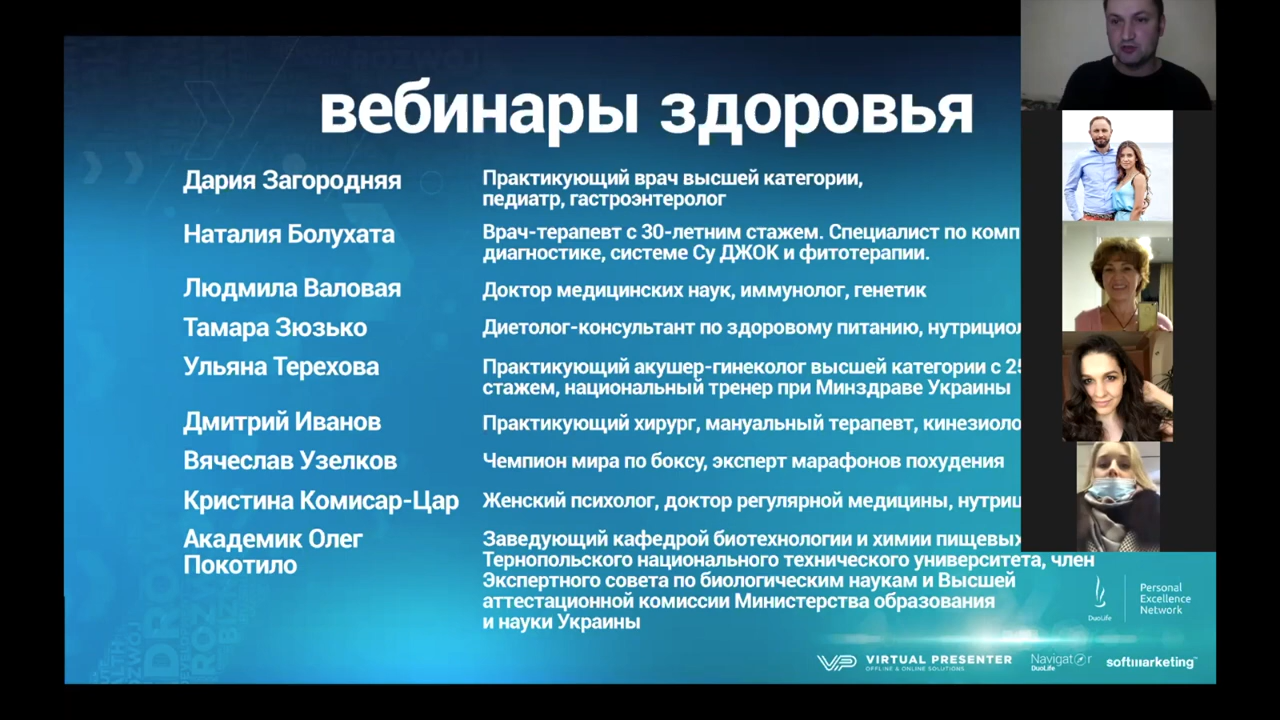 вебинары здоровья
Дария Загородняя
Практикующий врач высшей категории,
педиатр, гастроэнтеролог
Наталия Болухата
Врач-терапевт с 30-летним стажем. Специалист по
диагностике, системе Су ДЖОК и фитотерапии.
Людмила Валовая
Доктор медицинских наук, иммунолог, генетик
Тамара Зюзько
Диетолог-консультант по здоровому питанию,
Ульяна Терехова
Практикующий акушер-гинеколог высшей категории с
стажем, национальный тренер при Минздраве Украины
Дмитрий Иванов
Практикующий хирург, мануальный терапевт,
Вячеслав Узелков
Чемпион мира по боксу, эксперт марафонов похудения
Кристина Комисар-Цар
Женский психолог, доктор регулярной медицины,
Академик Олег
Покотило
Заведующий кафедрой биотехнологии и химии пищевых
Тернопольского национального технического университета, член
Экспертного совета по биологическим наукам и Высшей
аттестационной комиссии Министерства образования
и науки Украины
DuoLife
Personal
Excellence
Network
VP VIRTUAL PRESENTER
OFFLINE & ONLINE SOLUTIONS
Navigator
DuoLife
softmarketing